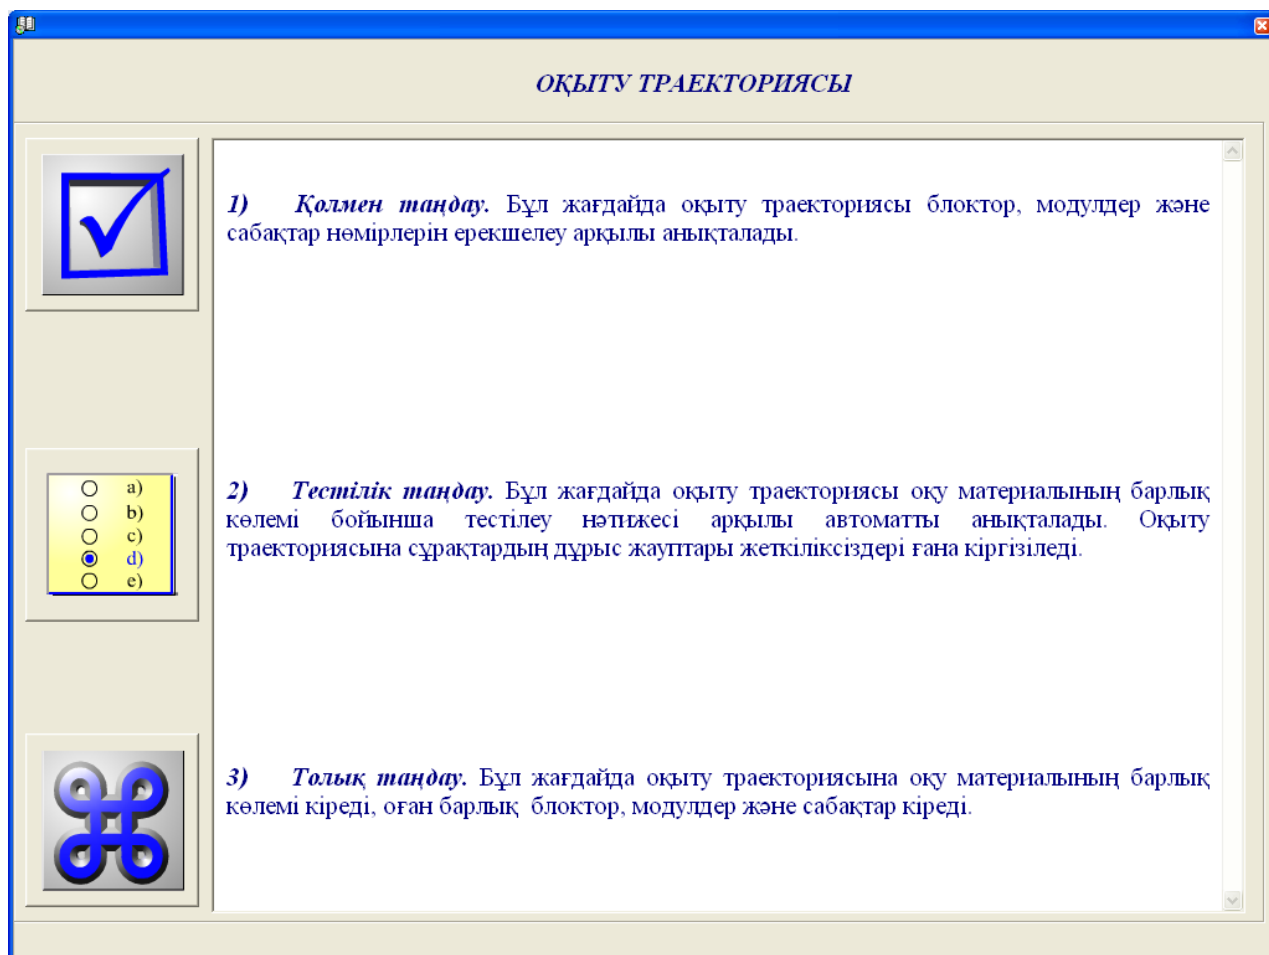 ОҚЫТУ ТРАЕКТОРИЯСЫ
1) Қолмен таңдау. Бұл жағдайда оқыту траекториясы блоктор, модулдер және
сабақтар нөмірлерін ерекшелеу арқылы анықталады.
a)
b)
c)
d)
e)
2) Тестілік таңдау. Бұл жағдайда оқыту траекториясы оқу материалының барлық
көлемі бойынша тестілеу нәтижесі арқылы автоматты анықталады. Оқыту
траекториясына сұрақтардың дұрыс жауптары жеткіліксіздері ғана кіргізіледі.
3) Толық таңдау. Бұл жағдайда оқыту траекториясына оқу материалының барлық
көлемі кіреді, оған барлық блоктор, модулдер және сабақтар кіреді.